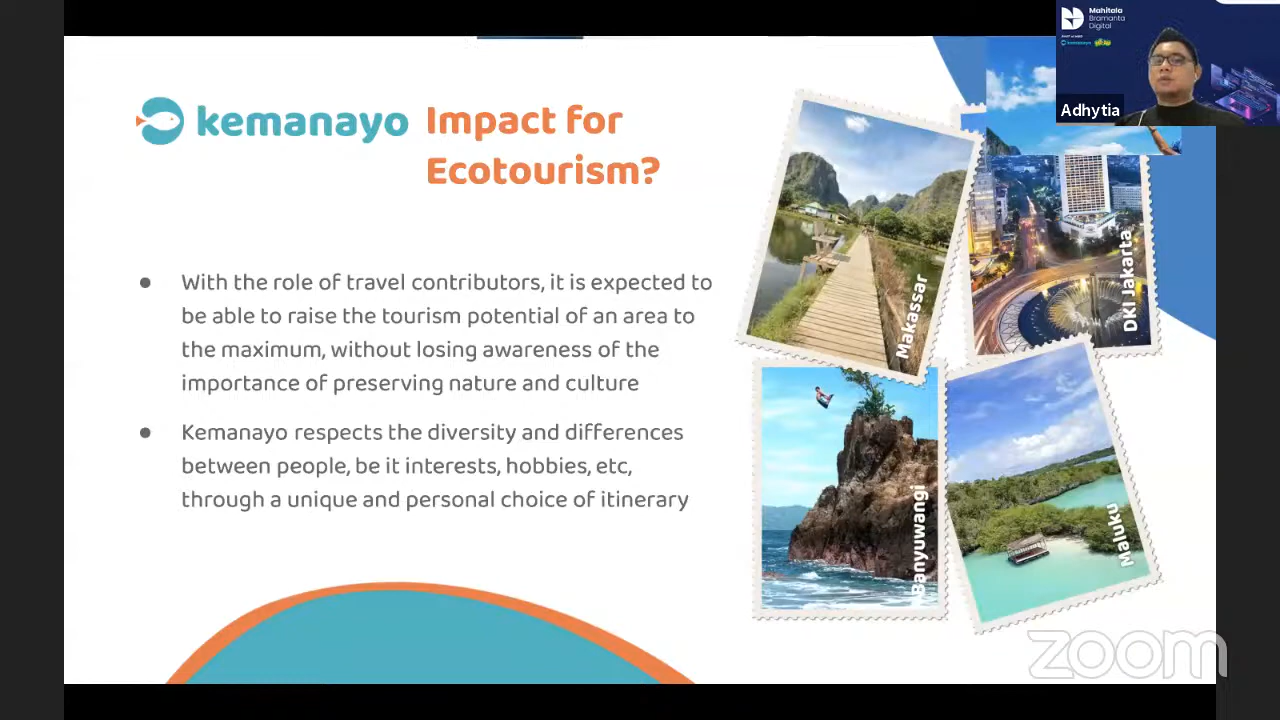 kemanayo
Impact for
Ecotourism?
With the role of travel contributors, it is expected to
be able to raise the tourism potential of an area to
the maximum, without losing awareness of the
importance of preserving nature and culture
Kemanayo respects the diversity and differences
between people, be it interests, hobbies, etc,
through a unique and personal choice of itinerary
Makassar
DKI Jakarta
Banyuwangi
Maluku
Mahitala
Bramanta
Digital
kemanayo
Adhytia
zoom